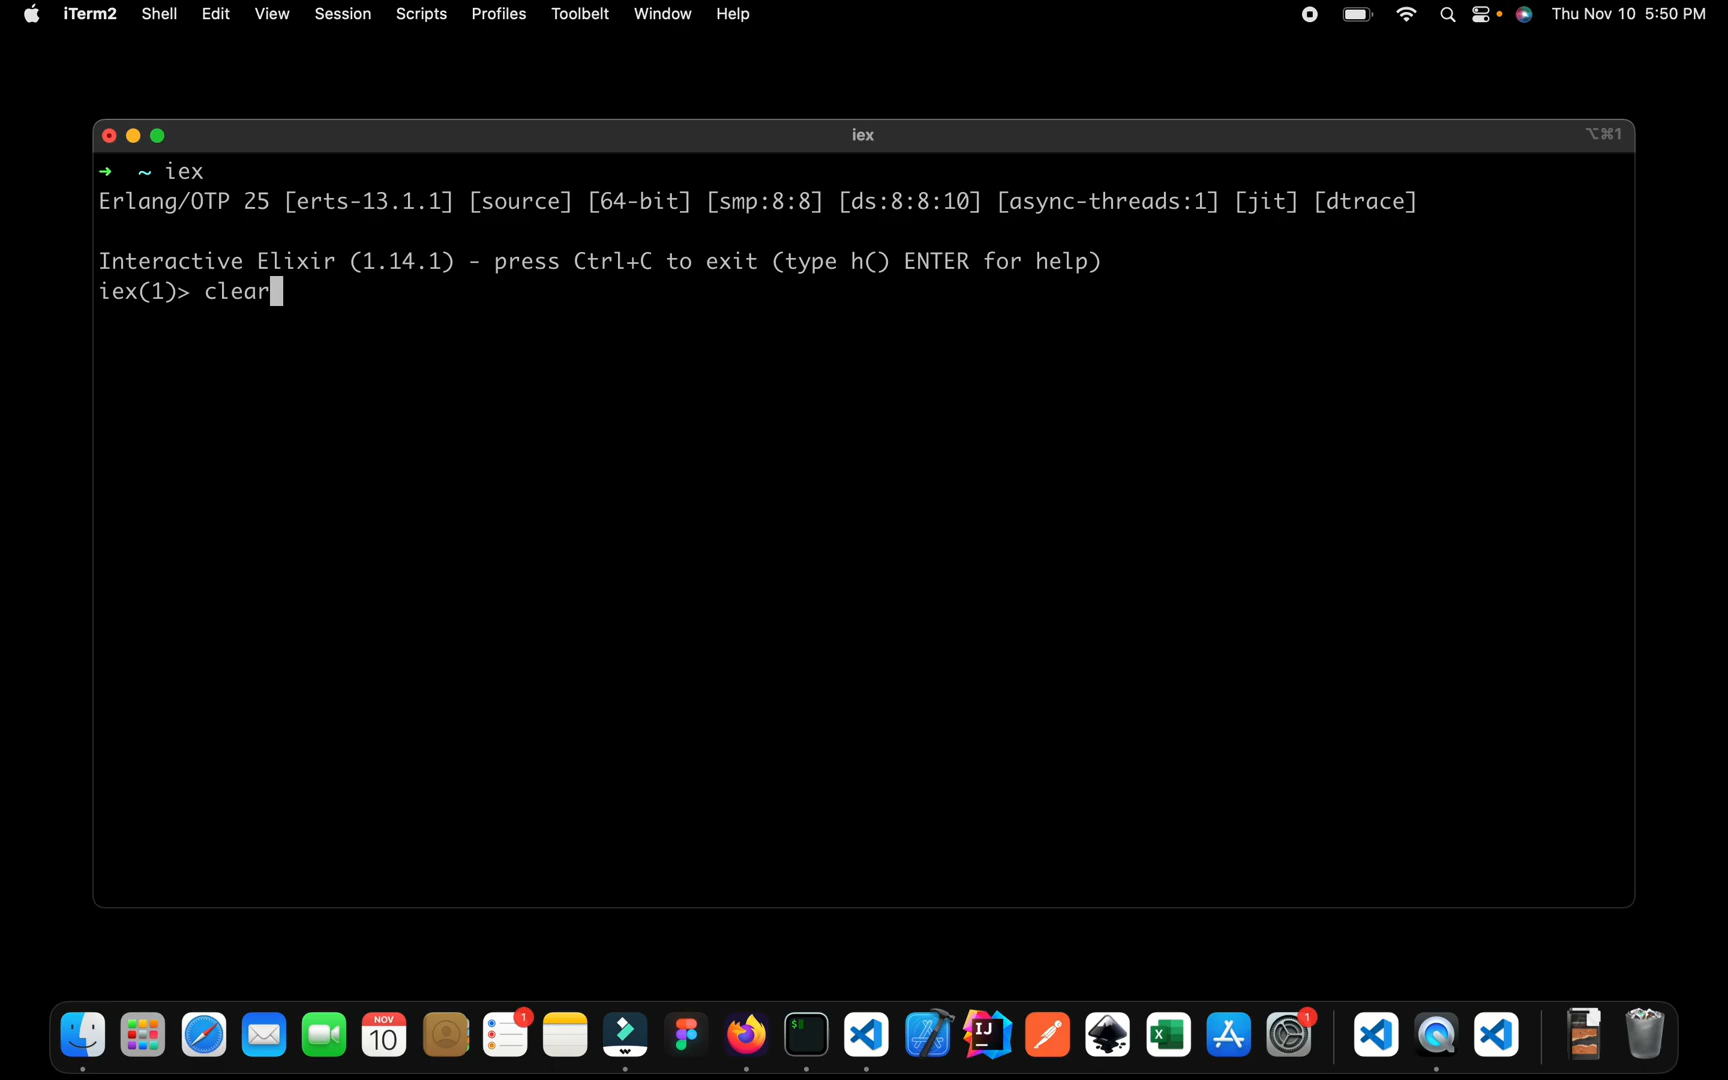 iTerm2 Shell Edit View Session Scripts Profiles Toolbelt Window Help Thu Nov 10 5:50 PM
iex ⌥⌘1
➜ ~ iex
Erlang/OTP 25 [erts-13.1.1] [source] [64-bit] [smp:8:8] [ds:8:8:10] [async-threads:1] [jit] [dtrace]
Interactive Elixir (1.14.1) - press Ctrl+C to exit (type h() ENTER for help)
iex(1)> clear
NOV
10
1
$
IJ
X
1